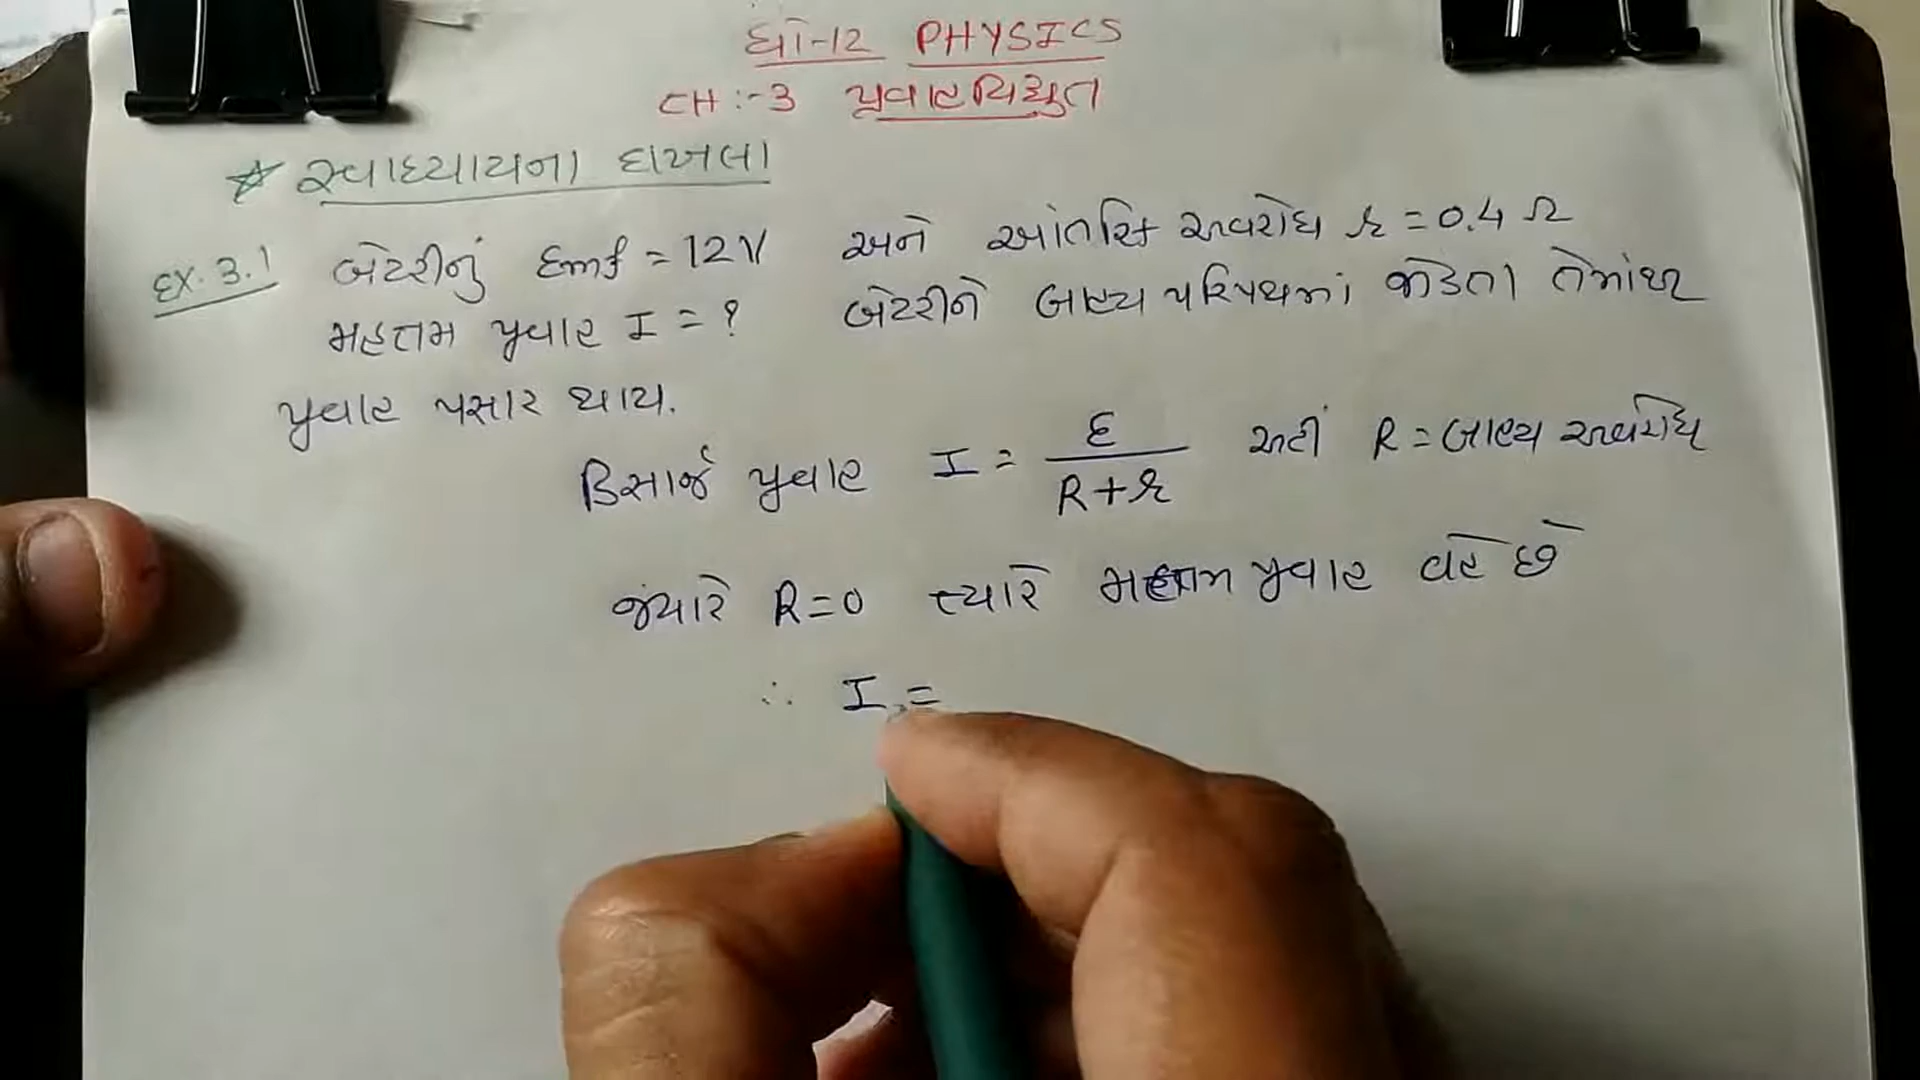 ધો-12 PHYSICS
CH :- 3 પ્રવાહવિદ્યુત
☆ સ્વાધ્યાયના દાખલા
EX. 3.1 બેટરીનું Emf = 12V અને આંતરિક અવરોધ r = 0.4 Ω
મહત્તમ પ્રવાહ I = ? બેટરીને બાહ્ય પરિપથમાં જોડતા તેમાંથી
પ્રવાહ પસાર થાય.
ડિસ્ચાર્જ પ્રવાહ I = ε / R+r અહીં R = બાહ્ય અવરોધ
જ્યારે R=0 ત્યારે મહત્તમ પ્રવાહ વહે છે
∴ I =